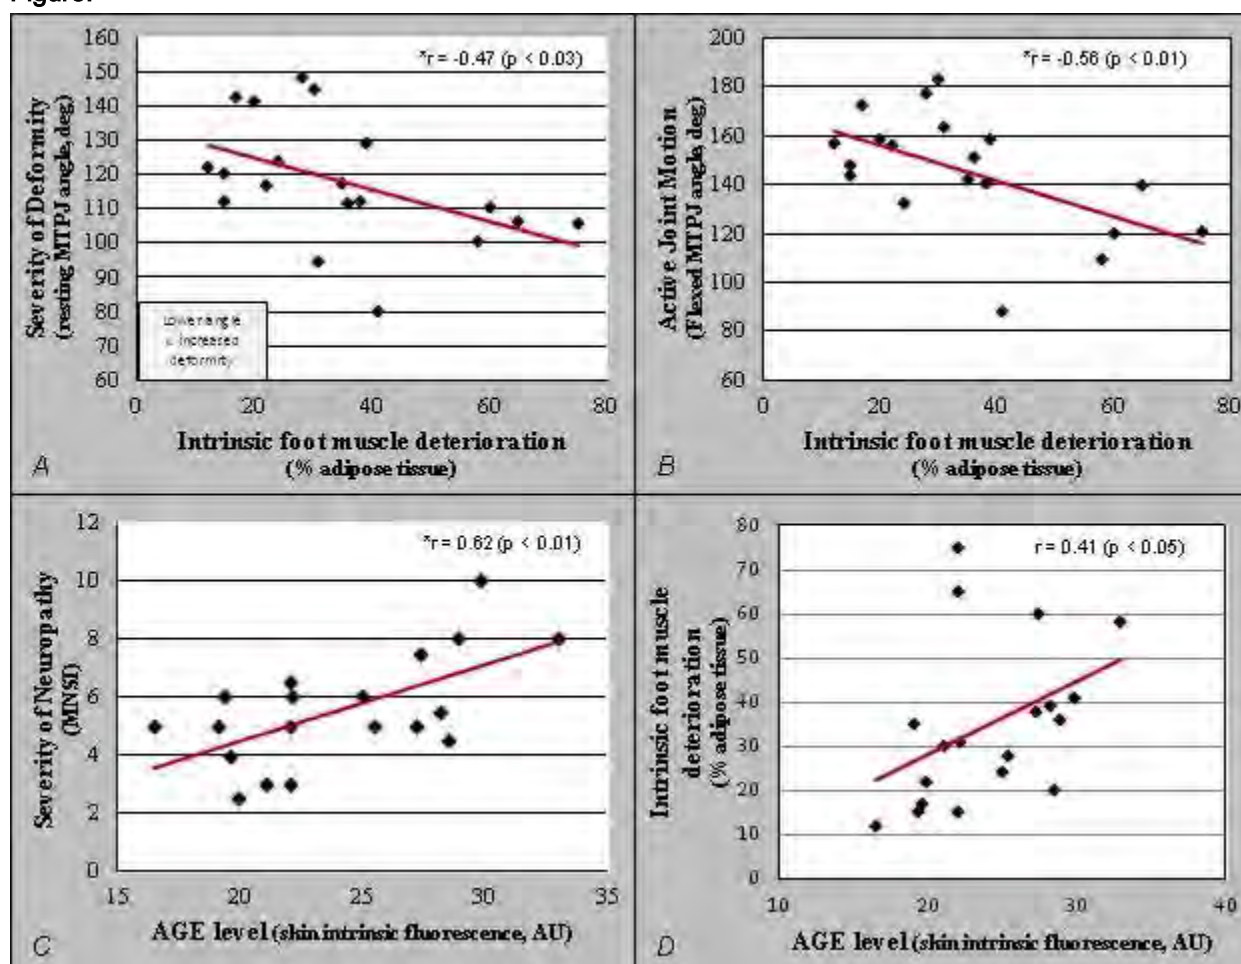 Figure.
160
150
140
130
120
110
100
90
80
70
60
0
20
40
60
80
Severity of Deformity
(resting MTPJ angle, deg)
*r = -0.47 (p < 0.03)
Lower angle
= Increased
deformity
Intrinsic foot muscle deterioration
(% adipose tissue)
A
200
180
160
140
120
100
80
60
0
20
40
60
80
Active Joint Motion
(Flexed MTPJ angle, deg)
*r = -0.56 (p < 0.01)
Intrinsic foot muscle deterioration
(% adipose tissue)
B
12
10
8
6
4
2
0
15
20
25
30
35
Severity of Neuropathy
(MNSI)
*r = 0.62 (p < 0.01)
AGE level (skin intrinsic fluorescence, AU)
C
80
70
60
50
40
30
20
10
0
10
20
30
40
Intrinsic foot muscle
deterioration
(% adipose tissue)
r = 0.41 (p < 0.05)
AGE level (skin intrinsic fluorescence, AU)
D